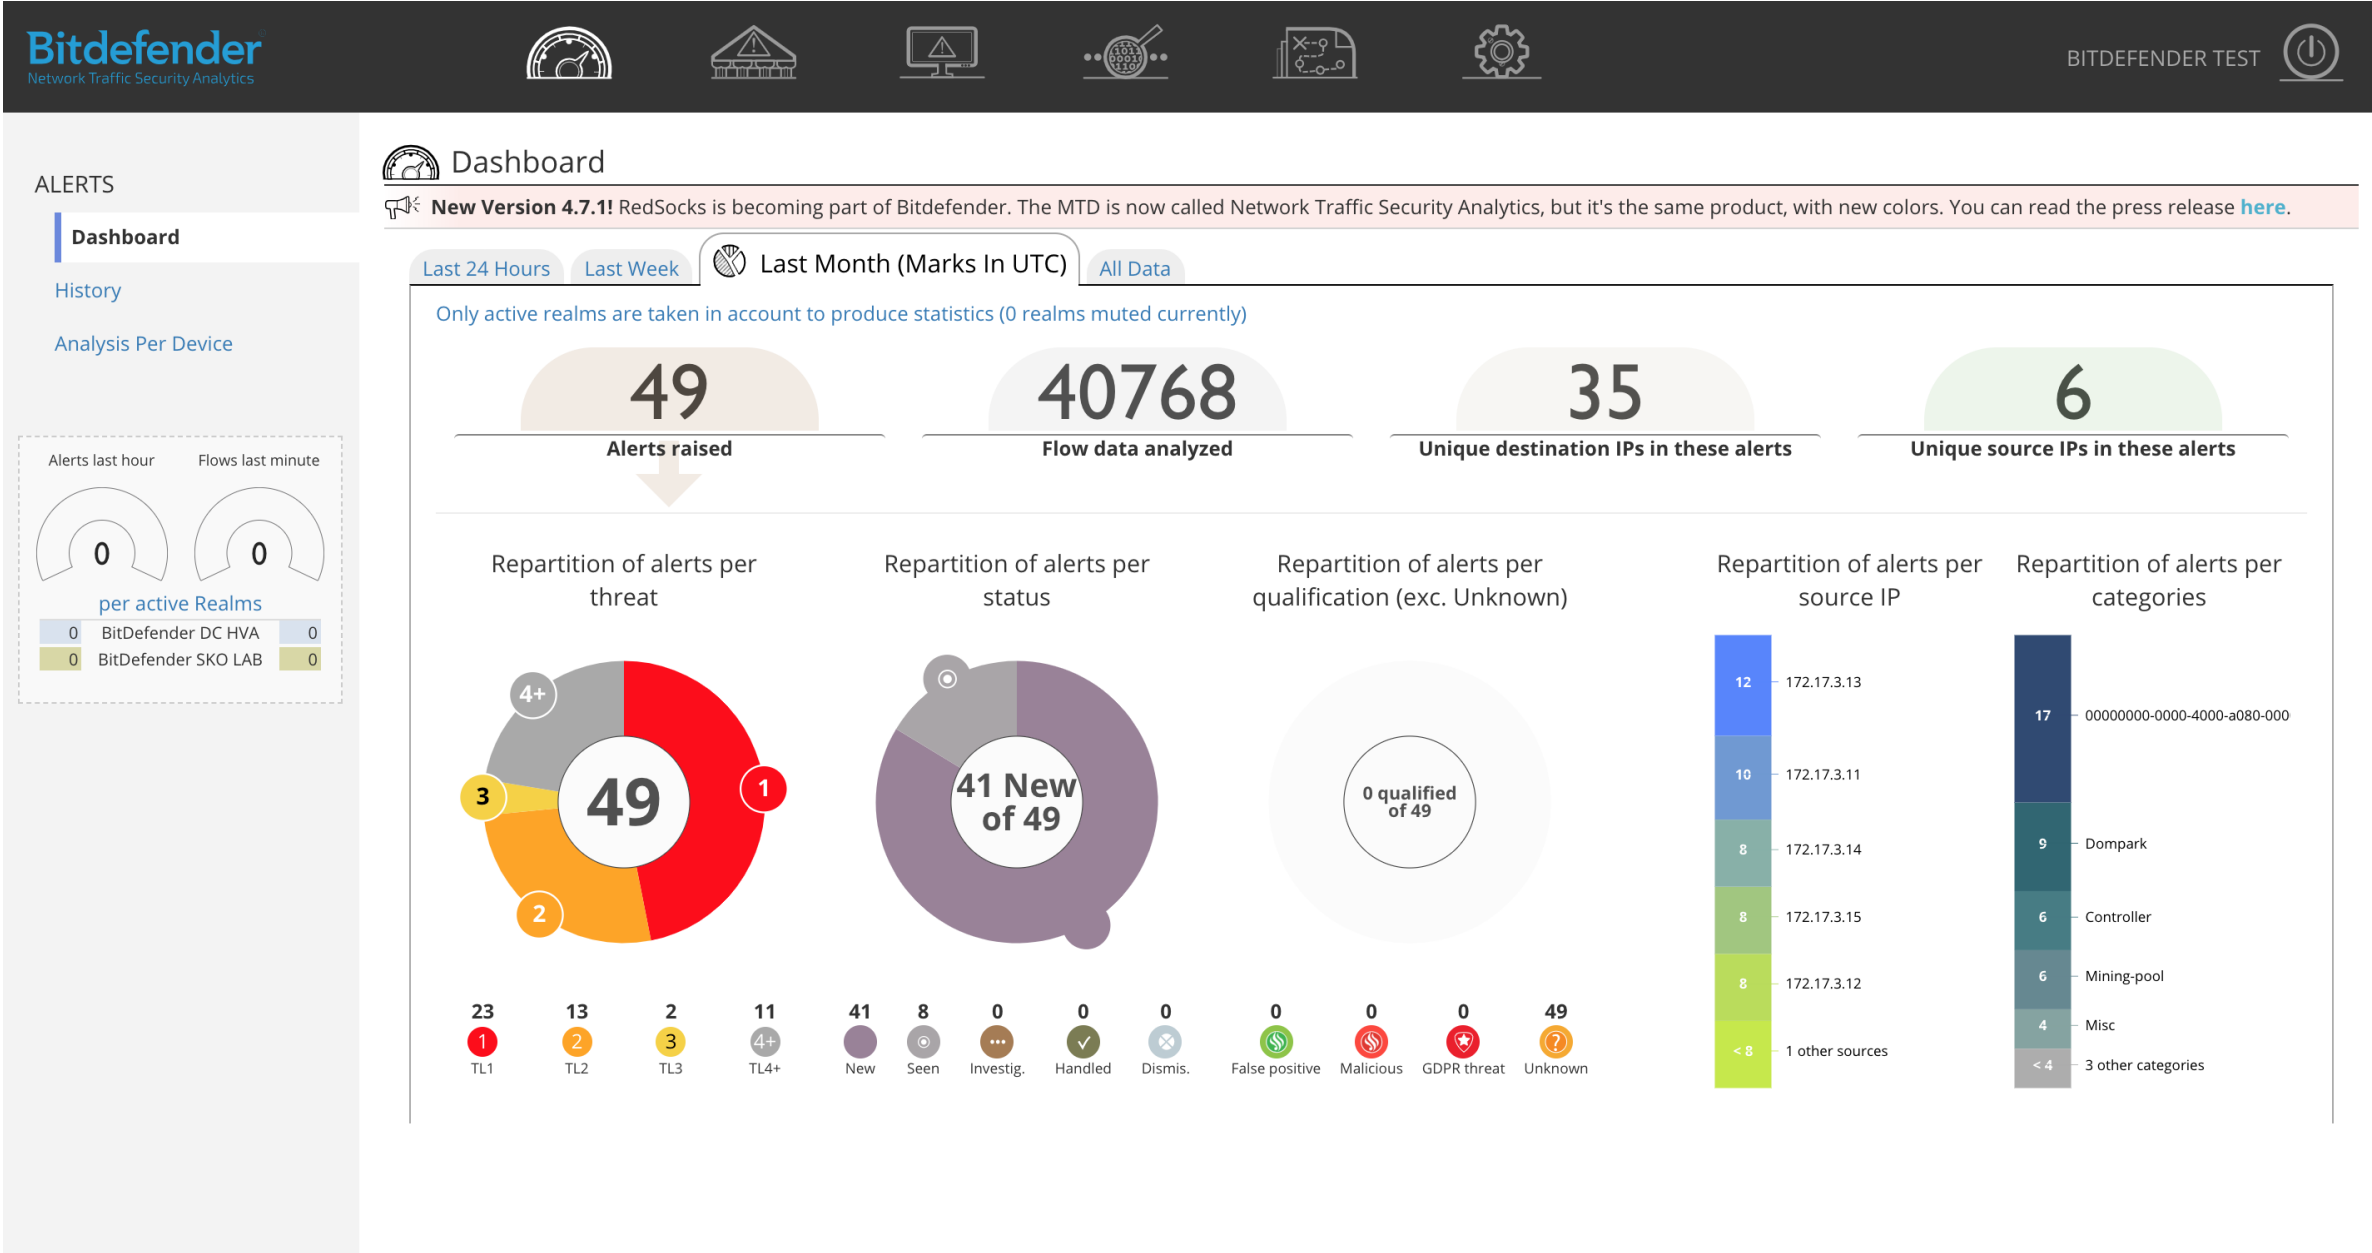 Bitdefender
Network Traffic Security Analytics
BITDEFENDER TEST
ALERTS
Dashboard
History
Analysis Per Device
Alerts last hour
Flows last minute
0
0
per active Realms
0 BitDefender DC HVA 0
0 BitDefender SKO LAB 0
Dashboard
New Version 4.7.1! RedSocks is becoming part of Bitdefender. The MTD is now called Network Traffic Security Analytics, but it's the same product, with new colors. You can read the press release here.
Last 24 Hours
Last Week
Last Month (Marks In UTC)
All Data
Only active realms are taken in account to produce statistics (0 realms muted currently)
49
Alerts raised
40768
Flow data analyzed
35
Unique destination IPs in these alerts
6
Unique source IPs in these alerts
Repartition of alerts per
threat
4+
3
2
1
49
23
13
2
11
1
2
3
4+
TL1
TL2
TL3
TL4+
Repartition of alerts per
status
41 New
of 49
41
8
0
0
0
New
Seen
Investig.
Handled
Dismis.
Repartition of alerts per
qualification (exc. Unknown)
0 qualified
of 49
0
0
0
49
?
False positive
Malicious
GDPR threat
Unknown
Repartition of alerts per
source IP
12 172.17.3.13
10 172.17.3.11
8 172.17.3.14
8 172.17.3.15
8 172.17.3.12
< 8 1 other sources
Repartition of alerts per
categories
17 00000000-0000-4000-a080-000
9 Dompark
6 Controller
6 Mining-pool
4 Misc
< 4 3 other categories